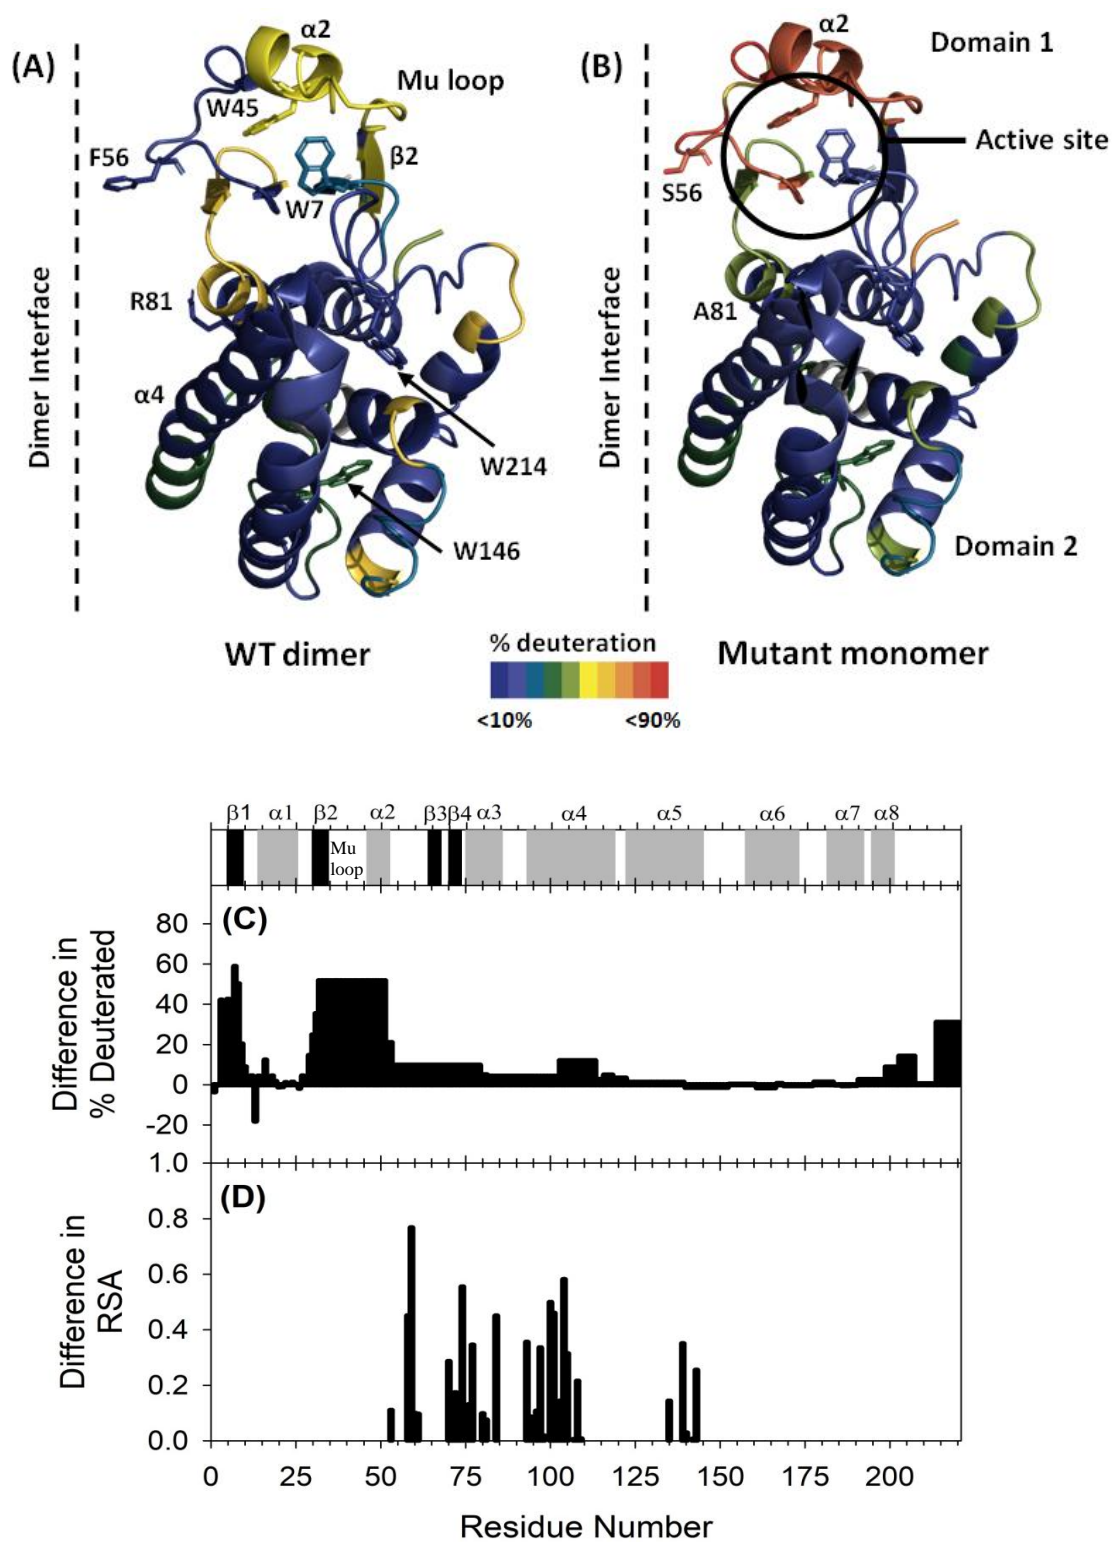 (A)
α2
Mu loop
W45
F56
β2
W7
R81
α4
W214
W146
Dimer Interface
WT dimer
(B)
α2
Domain 1
Active site
S56
A81
Dimer Interface
Domain 2
Mutant monomer
% deuteration
<10% <90%
β1 α1 β2 α2 β3 β4 α3 α4 α5 α6 α7 α8
Mu
loop
(C)
Difference in
% Deuterated
80
60
40
20
0
-20
(D)
Difference in
RSA
1.0
0.8
0.6
0.4
0.2
0.0
0 25 50 75 100 125 150 175 200
Residue Number